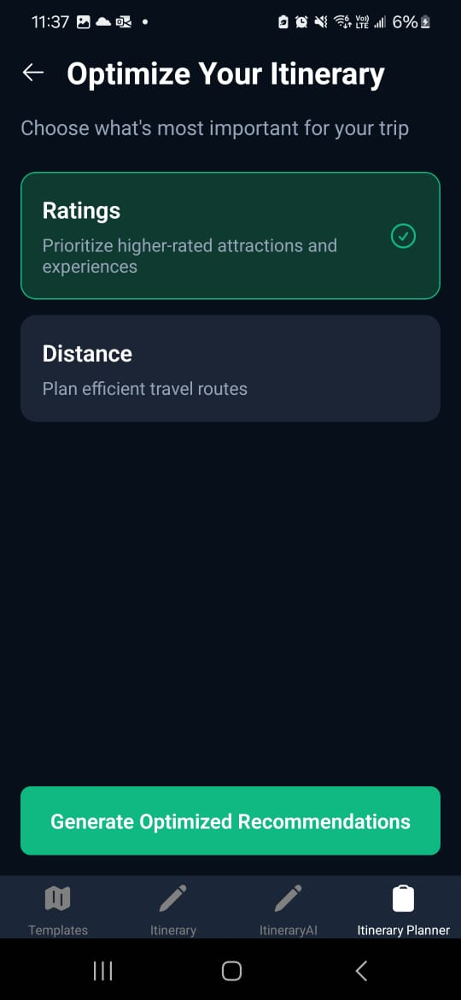 11:37
Vo))
LTE
6%
Optimize Your Itinerary
Choose what's most important for your trip
Ratings
Prioritize higher-rated attractions and
experiences
Distance
Plan efficient travel routes
Generate Optimized Recommendations
Templates
Itinerary
ItineraryAI
Itinerary Planner